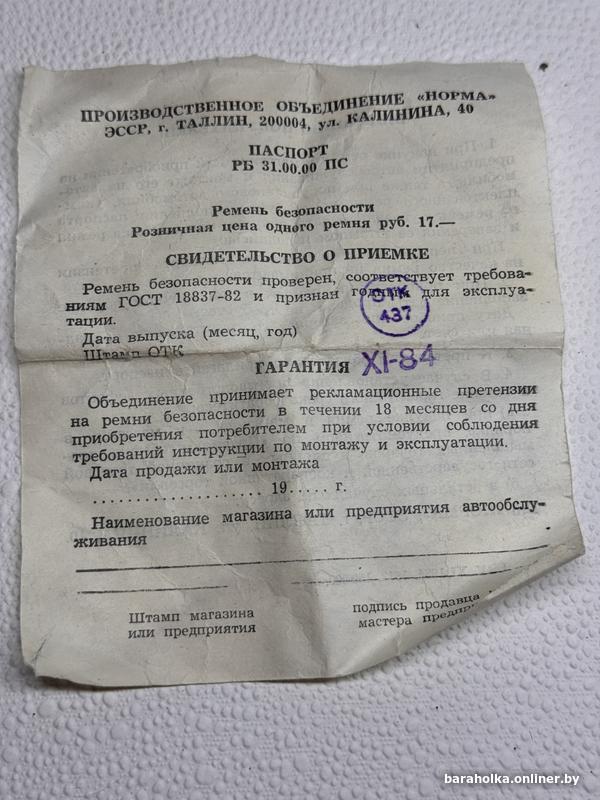 ПРОИЗВОДСТВЕННОЕ ОБЪЕДИНЕНИЕ «НОРМА»
ЭССР, г. ТАЛЛИН, 200004, ул. КАЛИНИНА, 40
ПАСПОРТ
РБ 31.00.00 ПС
Ремень безопасности
Розничная цена одного ремня руб. 17.—
СВИДЕТЕЛЬСТВО О ПРИЕМКЕ
Ремень безопасности проверен, соответствует требова-
ниям ГОСТ 18837-82 и признан годным для эксплуа-
тации.
ОТК
437
Дата выпуска (месяц, год)
Штамп ОТК
XI-84
ГАРАНТИЯ
Объединение принимает рекламационные претензии
на ремни безопасности в течении 18 месяцев со дня
приобретения потребителем при условии соблюдения
требований инструкции по монтажу и эксплуатации.
Дата продажи или монтажа
................... 19..... г.
Наименование магазина или предприятия автообслу-
живания
Штамп магазина
или предприятия
подпись продавца
мастера
baraholka.onliner.by